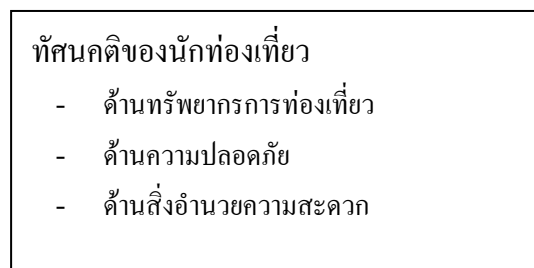 ทัศนคติของนักท่องเที่ยว
- ด้านทรัพยากรการท่องเที่ยว
- ด้านความปลอดภัย
- ด้านสิ่งอำนวยความสะดวก